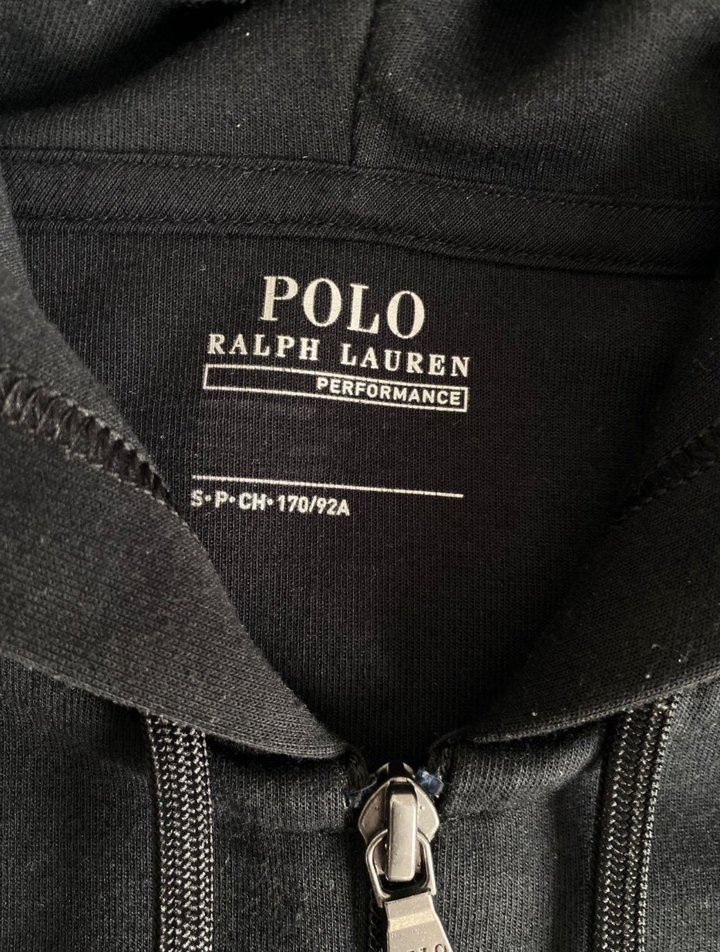 POLO
RALPH LAUREN
PERFORMANCE
S•P•CH•170/92A